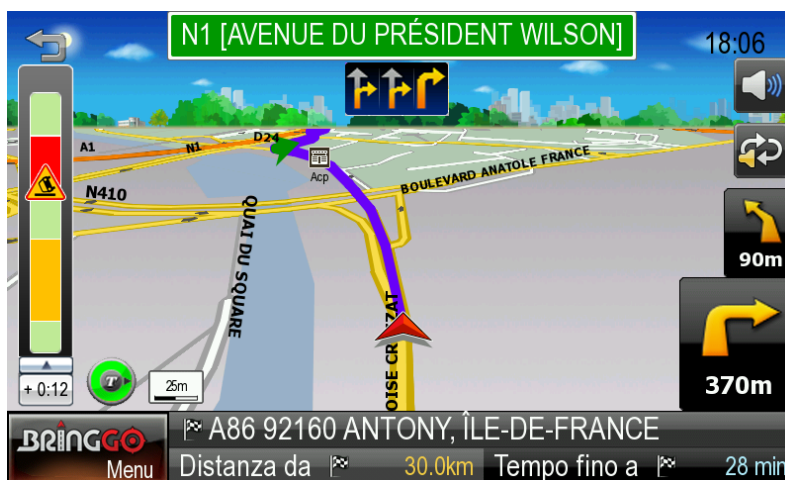 N1 [AVENUE DU PRÉSIDENT WILSON]
18:06
A1
N1
D24
Acp
N410
BOULEVARD ANATOLE FRANCE
QUAI DU SQUARE
90m
370m
+ 0:12
T
25m
BRINGGO
Menu
A86 92160 ANTONY, ÎLE-DE-FRANCE
Distanza da 30.0km Tempo fino a 28 min